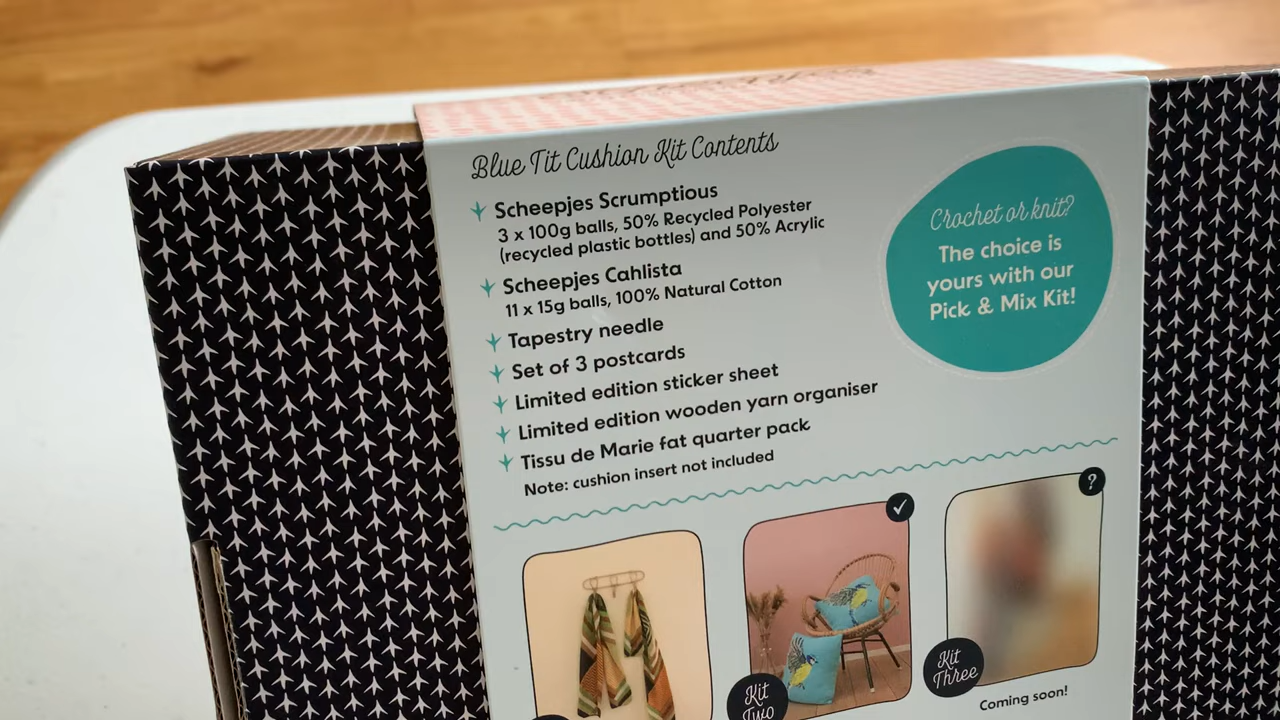 Blue Tit Cushion Kit Contents
Scheepjes Scrumptious
3 x 100g balls, 50% Recycled Polyester
(recycled plastic bottles) and 50% Acrylic
Scheepjes Cahlista
11 x 15g balls, 100% Natural Cotton
Tapestry needle
Set of 3 postcards
Limited edition sticker sheet
Limited edition wooden yarn organiser
Tissu de Marie fat quarter pack
Note: cushion insert not included
Crochet or knit?
The choice is
yours with our
Pick & Mix Kit!
?
Kit
Two
Kit
Three
Coming soon!